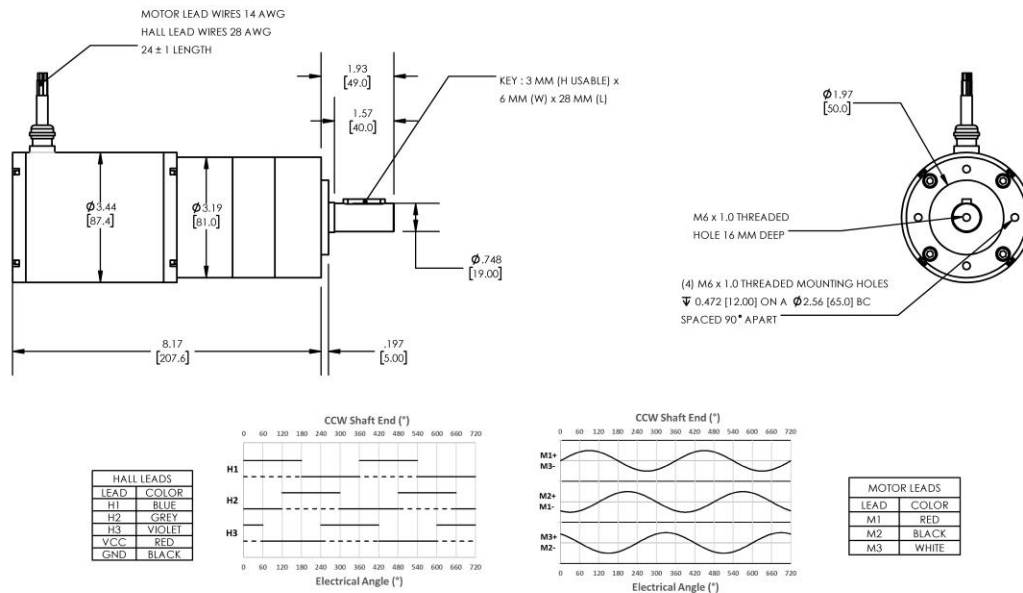 MOTOR LEAD WIRES 14 AWG
HALL LEAD WIRES 28 AWG
24 ± 1 LENGTH
1.93
[49.0]
1.57
[40.0]
KEY : 3 MM (H USABLE) x
6 MM (W) x 28 MM (L)
Ø3.44
[87.4]
Ø3.19
[81.0]
Ø.748
[19.00]
8.17
[207.6]
.197
[5.00]
Ø1.97
[50.0]
M6 x 1.0 THREADED
HOLE 16 MM DEEP
(4) M6 x 1.0 THREADED MOUNTING HOLES
↧ 0.472 [12.00] ON A Ø2.56 [65.0] BC
SPACED 90° APART
HALL LEADS
LEAD COLOR
H1 BLUE
H2 GREY
H3 VIOLET
VCC RED
GND BLACK
CCW Shaft End (°)
0 60 120 180 240 300 360 420 480 540 600 660 720
H1
H2
H3
0 60 120 180 240 300 360 420 480 540 600 660 720
Electrical Angle (°)
CCW Shaft End (°)
0 60 120 180 240 300 360 420 480 540 600 660 720
M1+
M3-
M2+
M1-
M3+
M2-
0 60 120 180 240 300 360 420 480 540 600 660 720
Electrical Angle (°)
MOTOR LEADS
LEAD COLOR
M1 RED
M2 BLACK
M3 WHITE